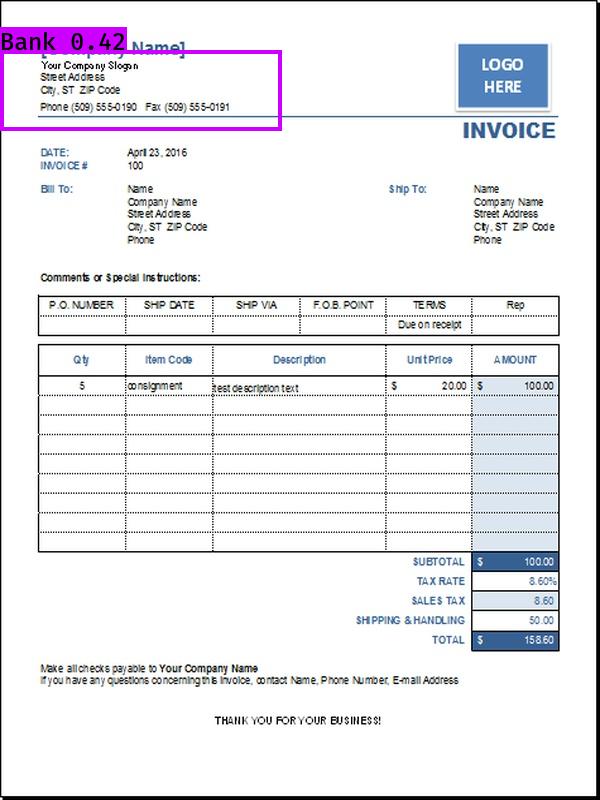 Bank 0.42
Name]
Your Company Slogan
Street Address
City, ST ZIP Code
Phone (509) 555-0190 Fax (509) 555-0191
LOGO
HERE
INVOICE
DATE: April 23, 2016
INVOICE # 100
Bill To: Name
Company Name
Street Address
City, ST ZIP Code
Phone
Ship To: Name
Company Name
Street Address
City, ST ZIP Code
Phone
Comments or Special Instructions:
P.O. NUMBER SHIP DATE SHIP VIA F.O.B. POINT TERMS Rep
Due on receipt
Qty Item Code Description Unit Price AMOUNT
5 consignment test description text $ 20.00 $ 100.00
SUBTOTAL $ 100.00
TAX RATE 8.60%
SALES TAX 8.60
SHIPPING & HANDLING 50.00
TOTAL $ 158.60
Make all checks payable to Your Company Name
If you have any questions concerning this invoice, contact Name, Phone Number, E-mail Address
THANK YOU FOR YOUR BUSINESS!